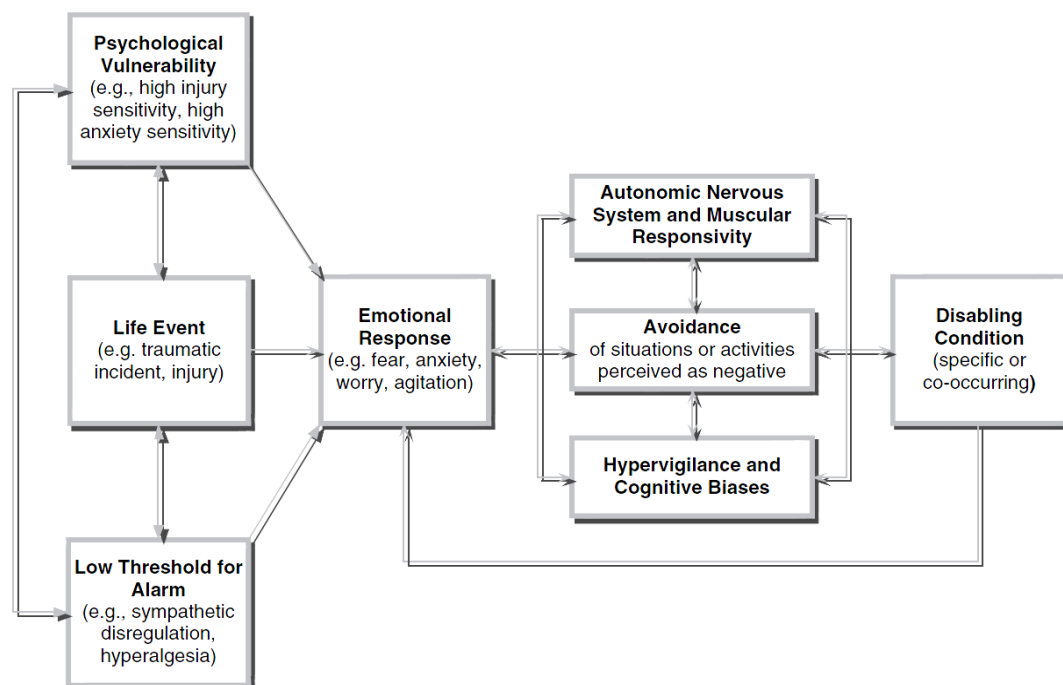 Psychological
Vulnerability
(e.g., high injury
sensitivity, high
anxiety sensitivity)
Life Event
(e.g. traumatic
incident, injury)
Low Threshold for
Alarm
(e.g., sympathetic
disregulation,
hyperalgesia)
Emotional
Response
(e.g. fear, anxiety,
worry, agitation)
Autonomic Nervous
System and Muscular
Responsivity
Avoidance
of situations or activities
perceived as negative
Hypervigilance and
Cognitive Biases
Disabling
Condition
(specific or
co-occurring)